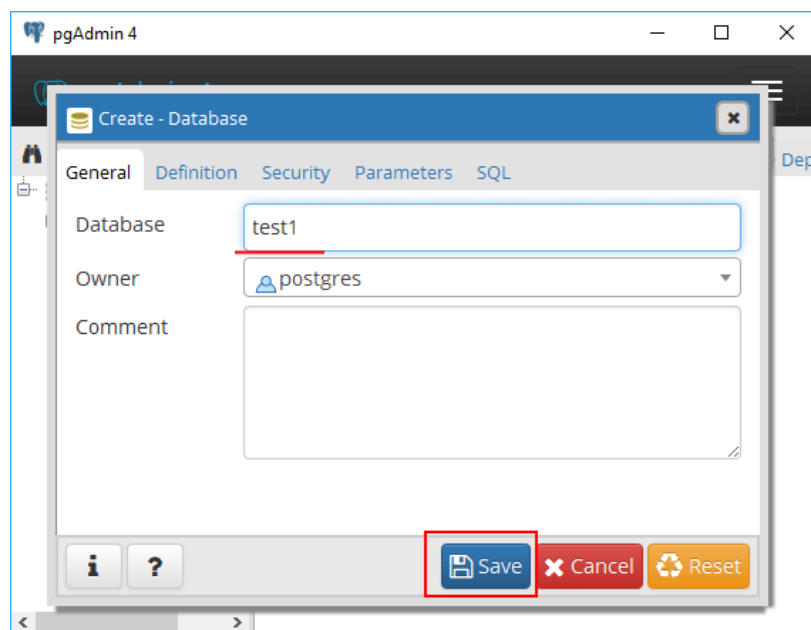 pgAdmin 4
Create - Database
Dep
General Definition Security Parameters SQL
Database test1
Owner postgres
Comment
i ? Save Cancel Reset